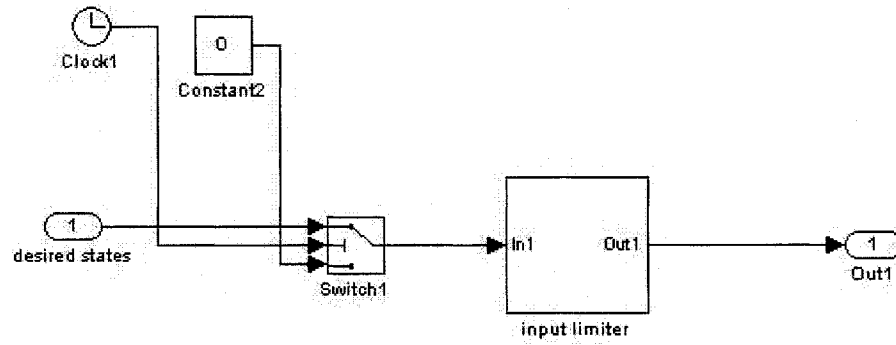 Clock1
0
Constant2
1
desired states
Switch1
In1
Out1
input limiter
1
Out1